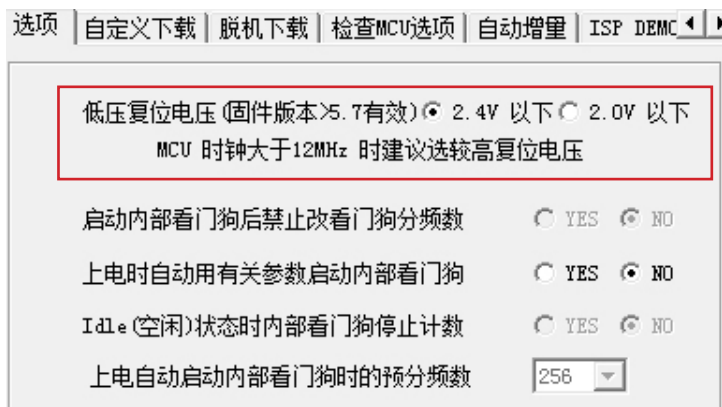 选项 自定义下载 脱机下载 检查MCU选项 自动增量 ISP DEMO
低压复位电压(固件版本>5.7有效) 2.4V 以下 2.0V 以下
MCU 时钟大于12MHz 时建议选较高复位电压
启动内部看门狗后禁止改看门狗分频数 YES NO
上电时自动用有关参数启动内部看门狗 YES NO
Idle(空闲)状态时内部看门狗停止计数 YES NO
上电自动启动内部看门狗时的预分频数 256